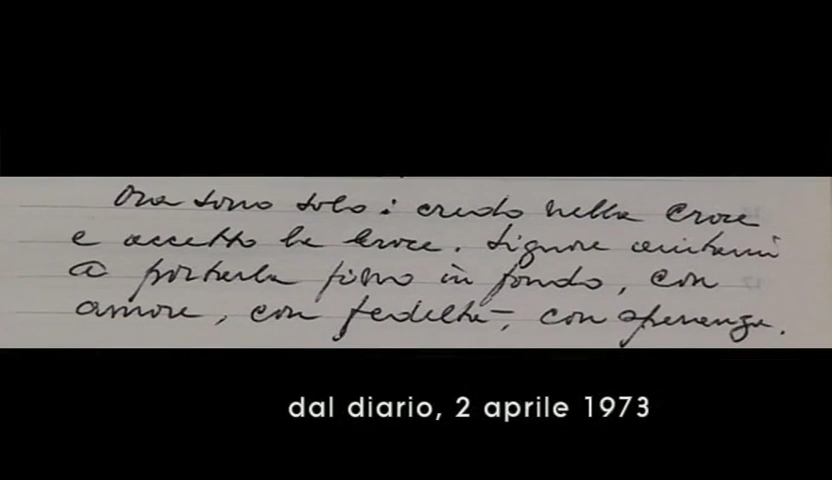 Ora sono solo: credo nella Croce
e accetto la Croce. Signore aiutami
a portarla fino in fondo, con
amore, con fedeltà, con speranza.
dal diario, 2 aprile 1973